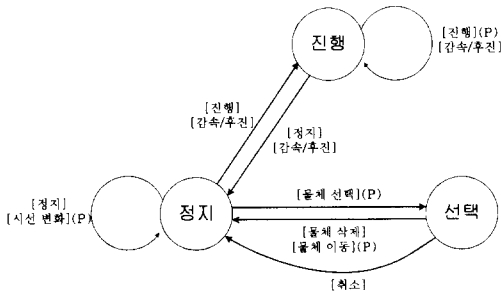 진행
[진행](P)
[감속/후진]
[진행]
[감속/후진]
[정지]
[감속/후진]
[정지]
[시선 변화](P)
정지
[물체 선택](P)
선택
[물체 삭제]
[물체 이동](P)
[취소]